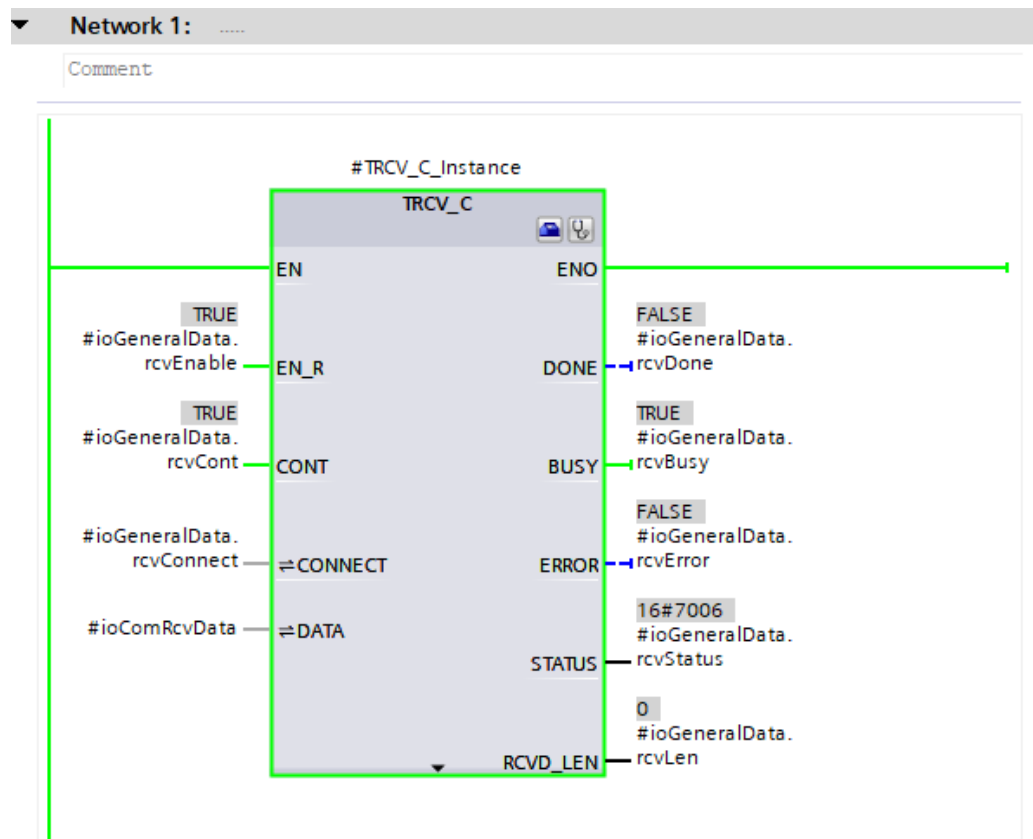 Network 1: .....
Comment
#TRCV_C_Instance
TRCV_C
EN ENO
TRUE
#ioGeneralData.
rcvEnable
EN_R
FALSE
#ioGeneralData.
rcvDone
DONE
TRUE
#ioGeneralData.
rcvCont
CONT
TRUE
#ioGeneralData.
rcvBusy
BUSY
#ioGeneralData.
rcvConnect
⇌CONNECT
FALSE
#ioGeneralData.
rcvError
ERROR
#ioComRcvData
⇌DATA
16#7006
#ioGeneralData.
rcvStatus
STATUS
0
#ioGeneralData.
rcvLen
RCVD_LEN